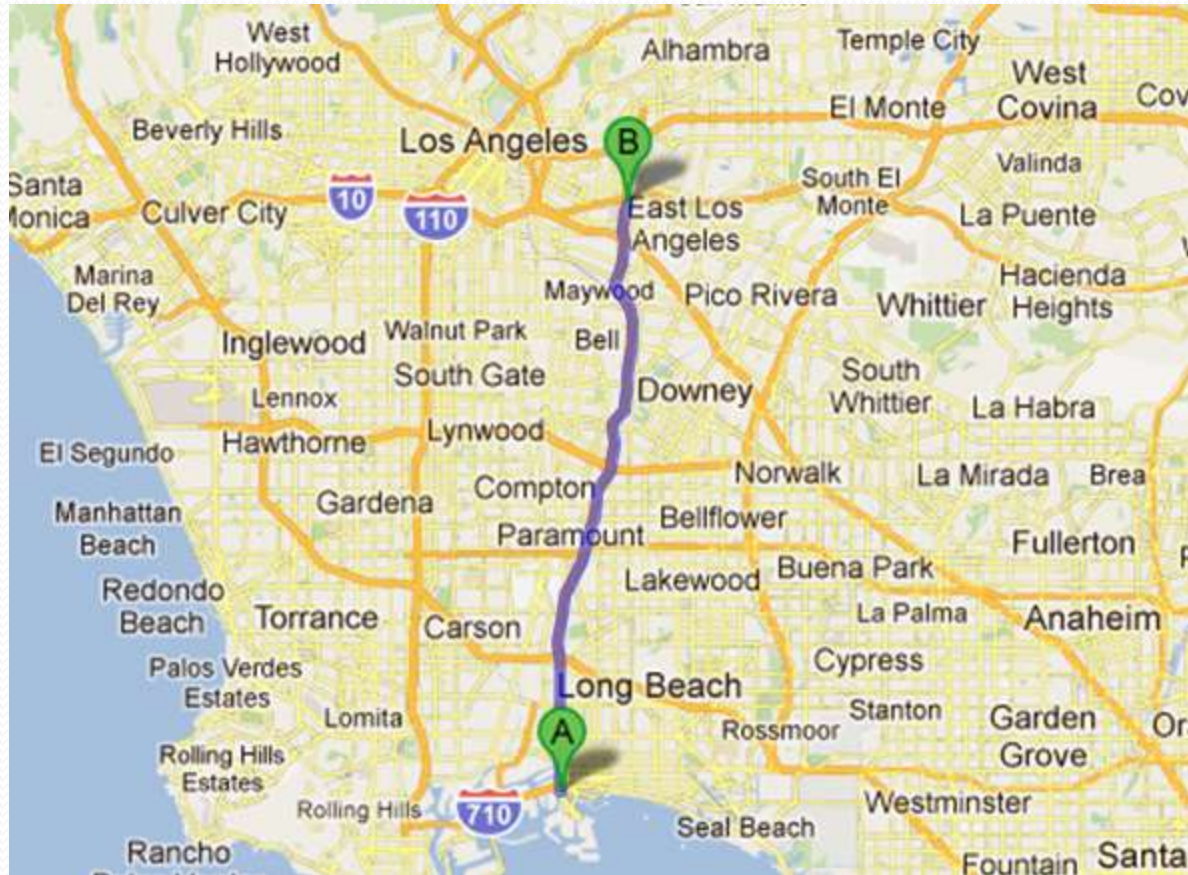 West
Hollywood
Alhambra
Temple City
West
Covina
Cov
El Monte
Beverly Hills
Los Angeles
B
Valinda
Santa
Monica
10
110
Culver City
South El
Monte
La Puente
East Los
Angeles
Marina
Del Rey
Maywood
Pico Rivera
Whittier
Hacienda
Heights
Inglewood
Walnut Park
Bell
South Gate
Downey
South
Whittier
La Habra
Lennox
Hawthorne
Lynwood
El Segundo
Norwalk
La Mirada
Brea
Compton
Gardena
Manhattan
Beach
Paramount
Bellflower
Fullerton
Redondo
Beach
Lakewood
Buena Park
La Palma
Anaheim
Torrance
Carson
Palos Verdes
Estates
Cypress
Long Beach
Lomita
A
Rossmoor
Stanton
Garden
Grove
Or
Rolling Hills
Estates
Rolling Hills
710
Seal Beach
Westminster
Rancho
Fountain
Santa